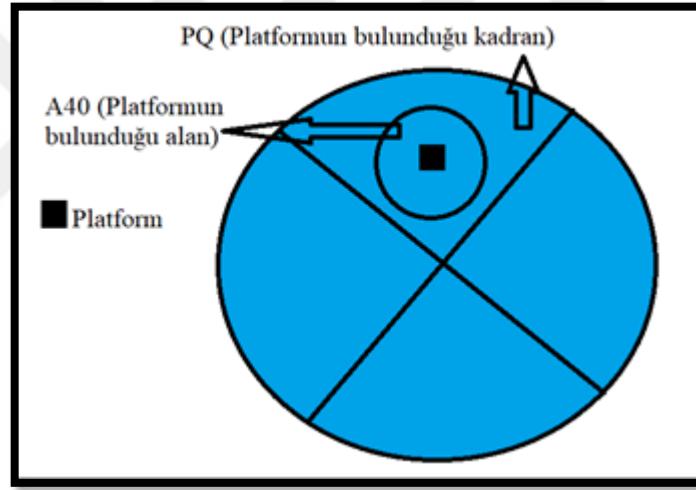 PQ (Platformun bulunduğu kadran)
A40 (Platformun
bulunduğu alan)
Platform